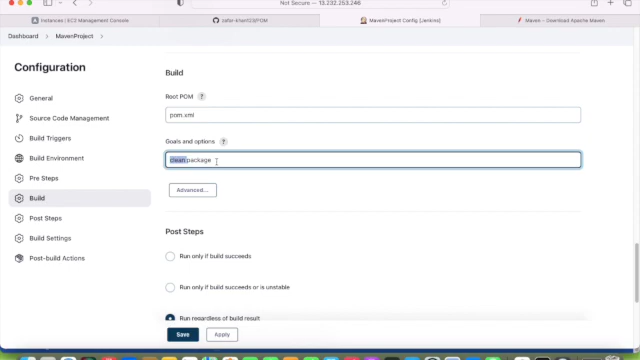 Not Secure — 13.232.253.246
Instances | EC2 Management Console
zafar-khan123/POM
MavenProject Config [Jenkins]
Maven – Download Apache Maven
Dashboard > MavenProject >
Configuration
General
Source Code Management
Build Triggers
Build Environment
Pre Steps
Build
Post Steps
Build Settings
Post-build Actions
Build
Root POM ?
pom.xml
Goals and options ?
clean package
Advanced...
Post Steps
Run only if build succeeds
Run only if build succeeds or is unstable
Run regardless of build result
Save
Apply